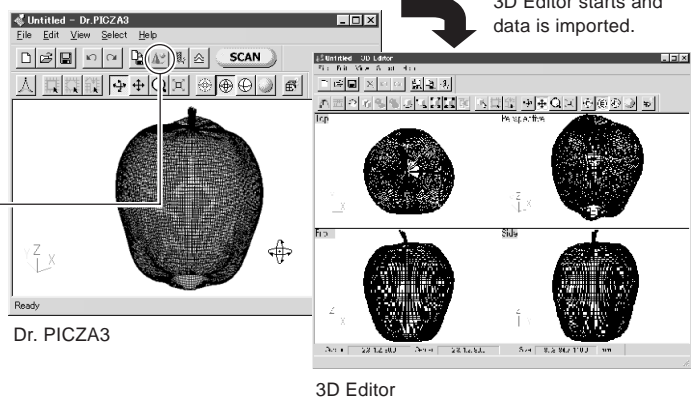 3D Editor starts and
data is imported.
Untitled - Dr.PICZA3
File Edit View Select Help
SCAN
Z
X
Ready
Dr. PICZA3
Untitled 3D Editor
Top
Perspective
Y
X
Z
X
Side
Z
X
Z
mm
3D Editor